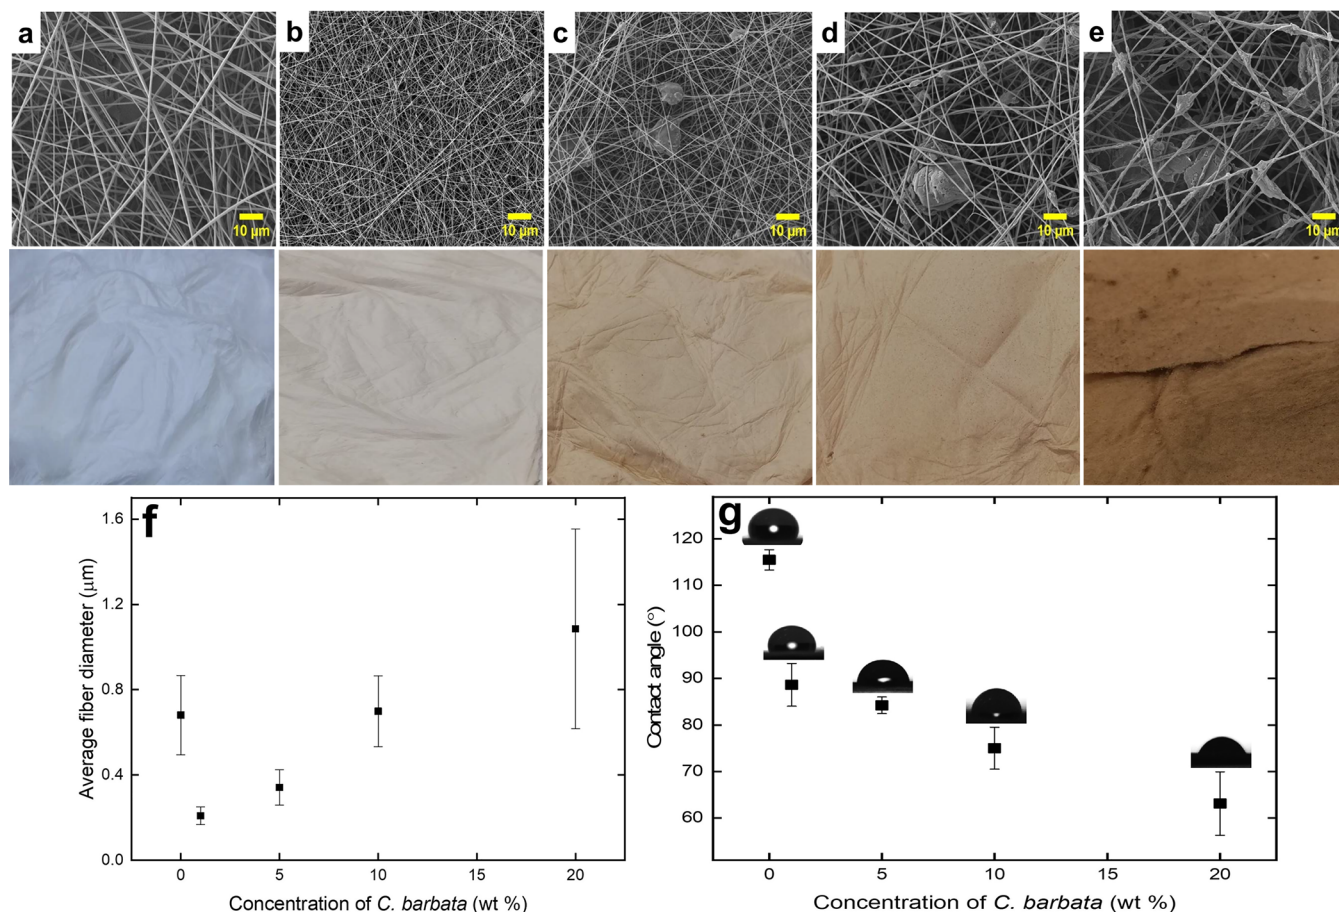 a b c d e
10 µm 10 µm 10 µm 10 µm 10 µm
f
1.6
1.2
0.8
0.4
0.0
Average fiber diameter (µm)
0 5 10 15 20
Concentration of C. barbata (wt %)
g
120
110
100
90
80
70
60
Contact angle (°)
0 5 10 15 20
Concentration of C. barbata (wt %)